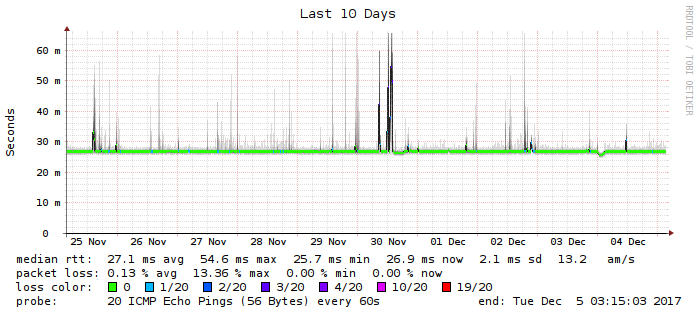 Last 10 Days
RRDTOOL / TOBI OETIKER
Seconds
60 m
50 m
40 m
30 m
20 m
10 m
0
25 Nov 26 Nov 27 Nov 28 Nov 29 Nov 30 Nov 01 Dec 02 Dec 03 Dec 04 Dec
median rtt: 27.1 ms avg 54.6 ms max 25.7 ms min 26.9 ms now 2.1 ms sd 13.2 am/s
packet loss: 0.13 % avg 13.36 % max 0.00 % min 0.00 % now
loss color: 0 1/20 2/20 3/20 4/20 10/20 19/20
probe: 20 ICMP Echo Pings (56 Bytes) every 60s end: Tue Dec 5 03:15:03 2017